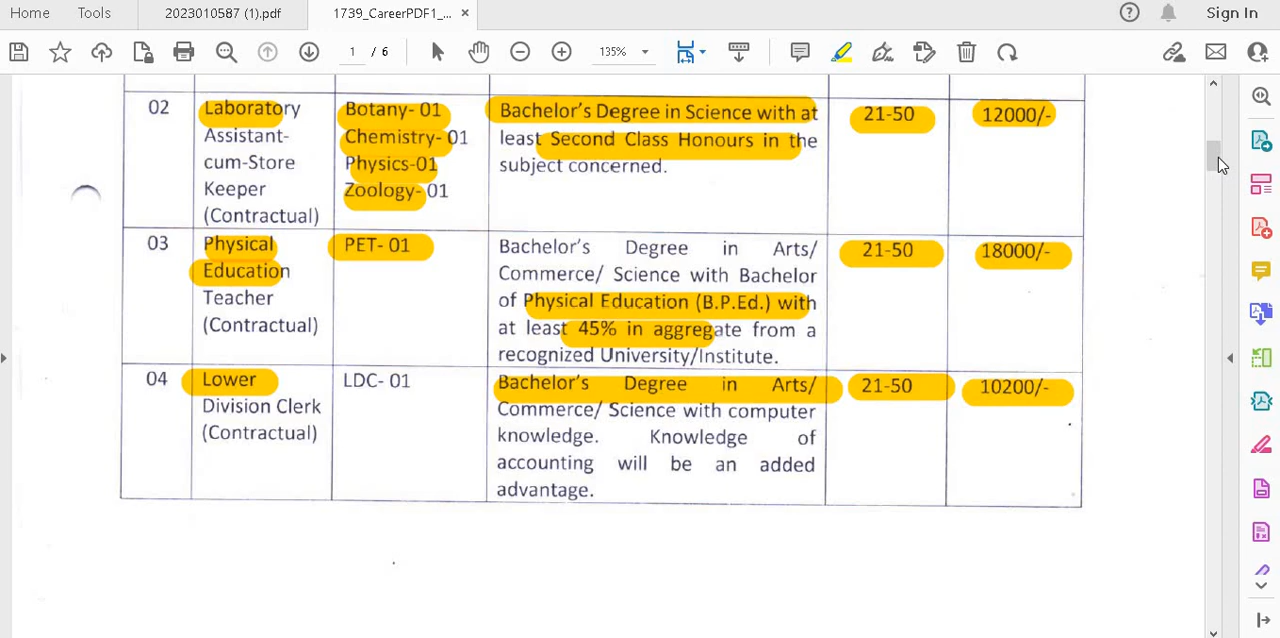 Home Tools 2023010587 (1).pdf 1739_CareerPDF1_... × Sign In
1 / 6 135%
02 Laboratory Botany- 01 Bachelor's Degree in Science with at 21-50 12000/-
Assistant- Chemistry- 01 least Second Class Honours in the
cum-Store Physics-01 subject concerned.
Keeper Zoology- 01
(Contractual)
03 Physical PET- 01 Bachelor's Degree in Arts/ 21-50 18000/-
Education Commerce/ Science with Bachelor
Teacher of Physical Education (B.P.Ed.) with
(Contractual) at least 45% in aggregate from a
recognized University/Institute.
04 Lower LDC- 01 Bachelor's Degree in Arts/ 21-50 10200/-
Division Clerk Commerce/ Science with computer
(Contractual) knowledge. Knowledge of
accounting will be an added
advantage.